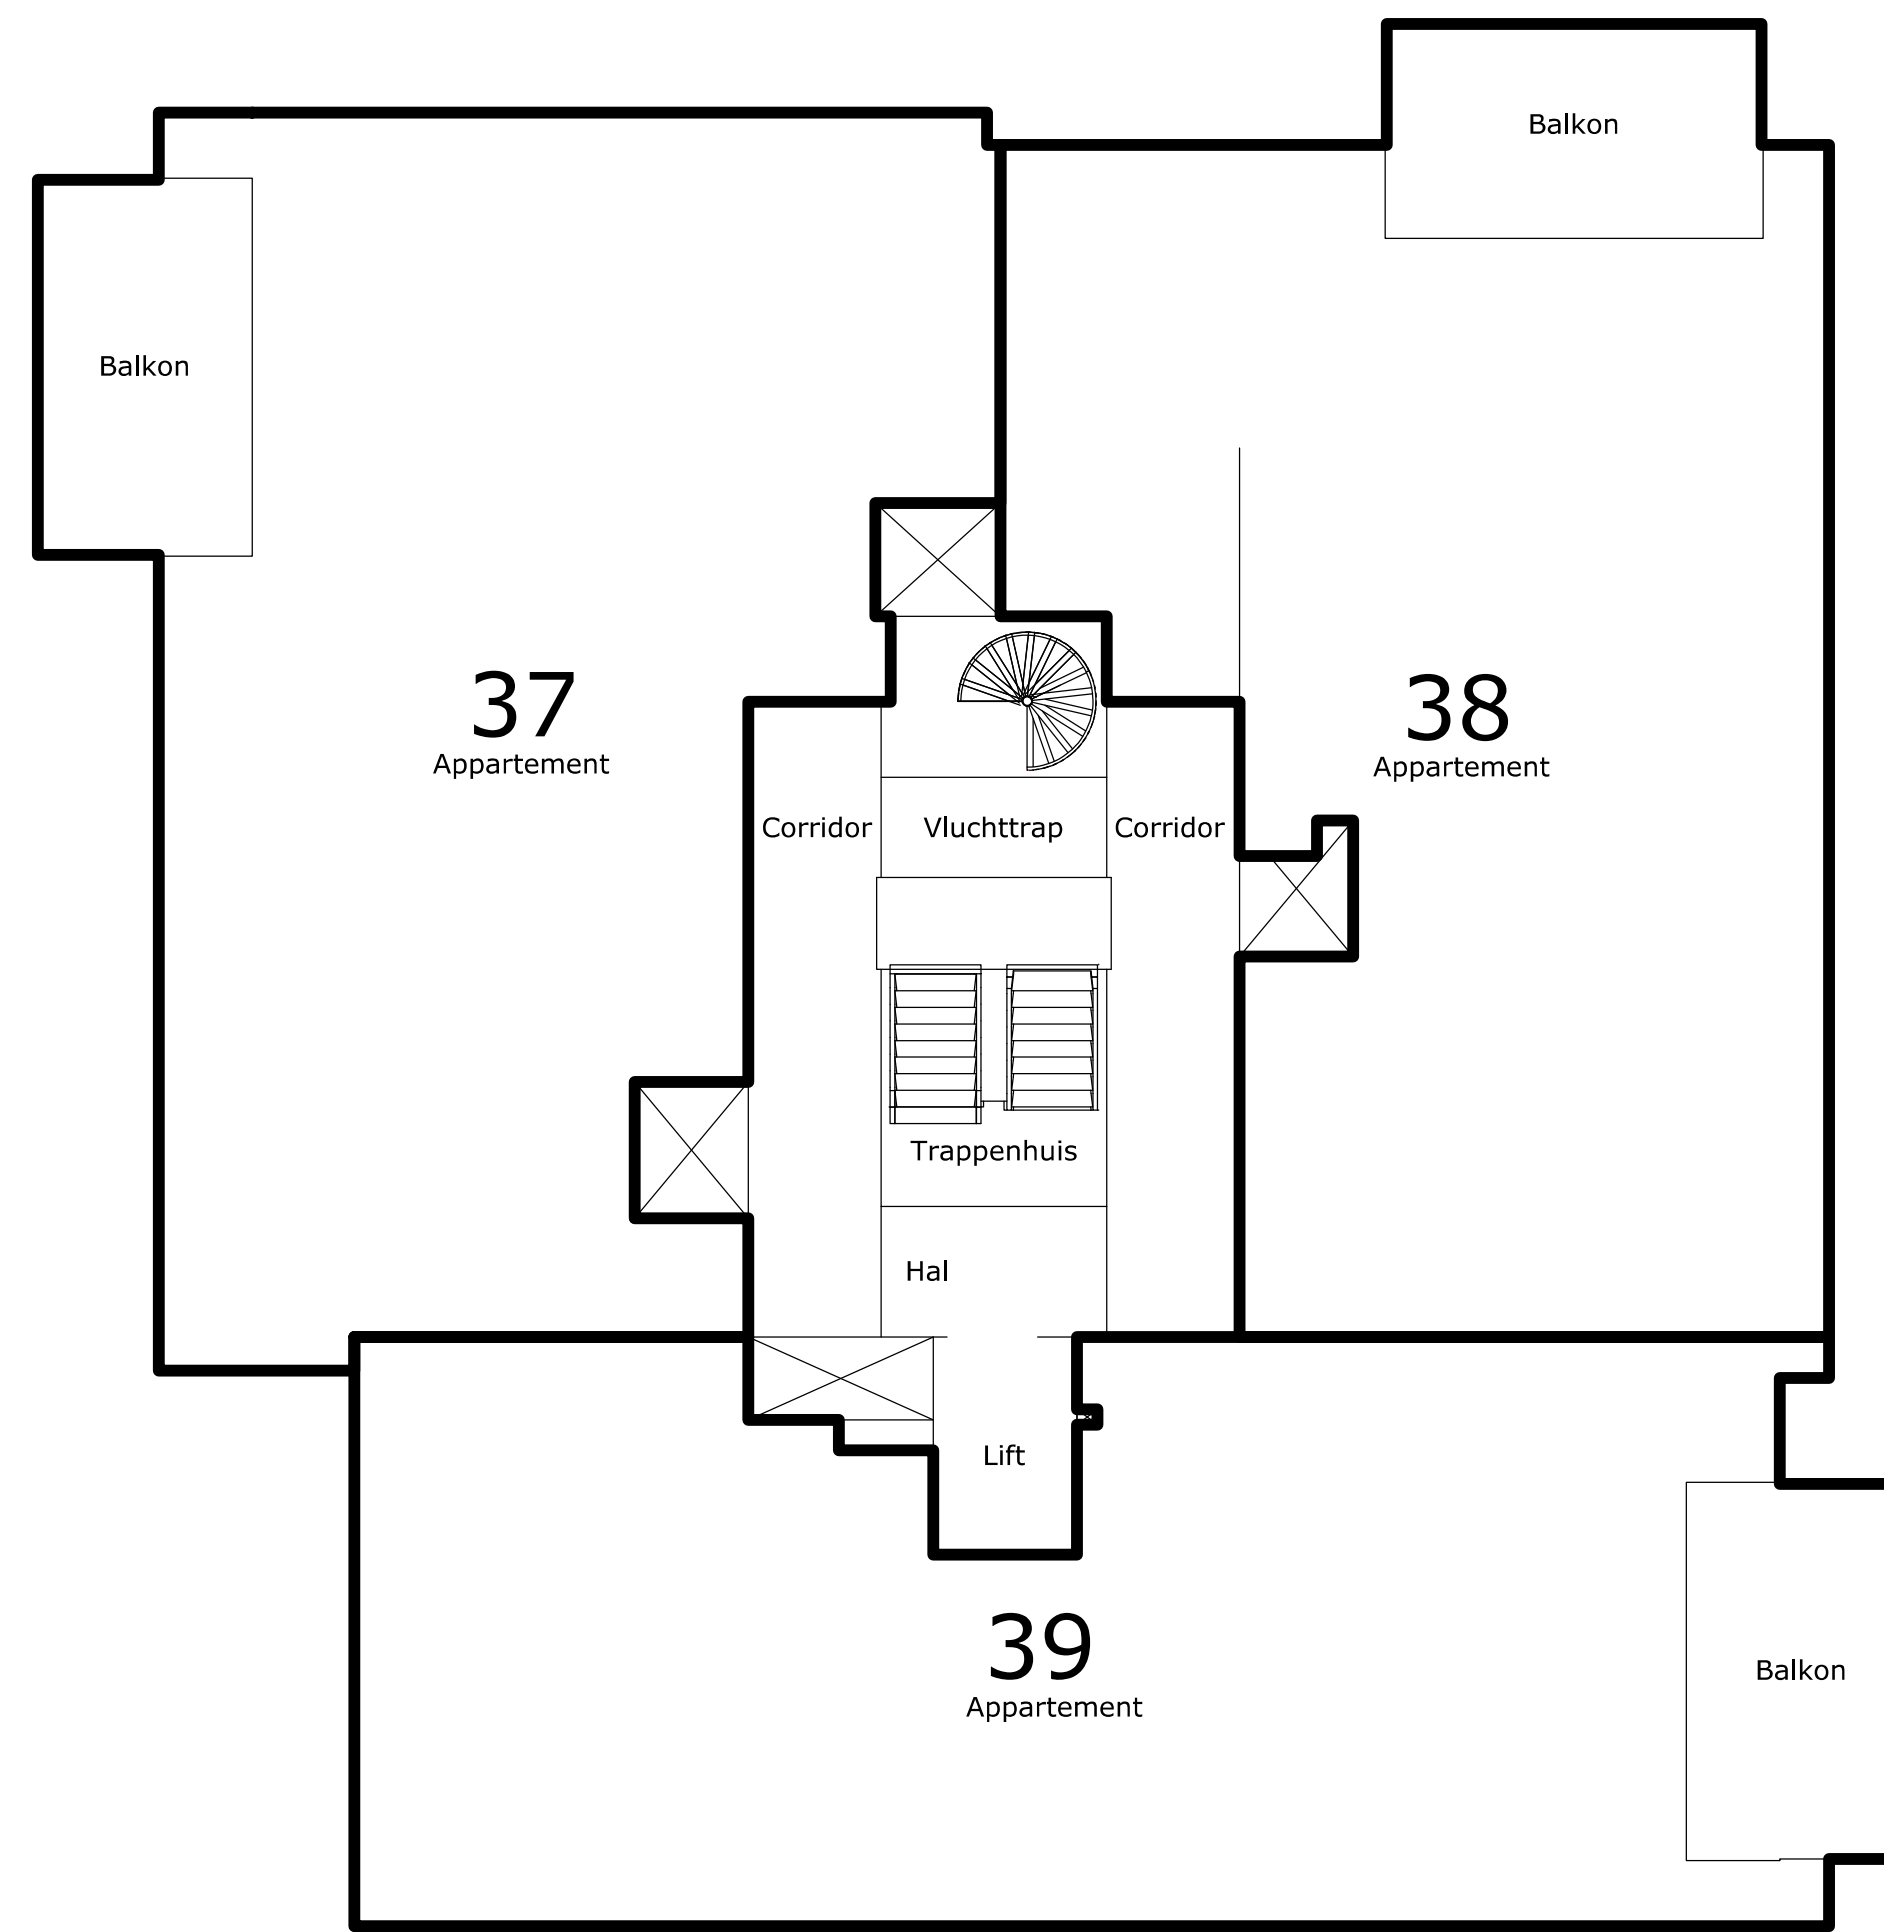 Balkon
Balkon
37
Appartement
38
Appartement
Corridor
Vluchttrap
Corridor
Trappenhuis
Hal
Lift
39
Appartement
Balkon